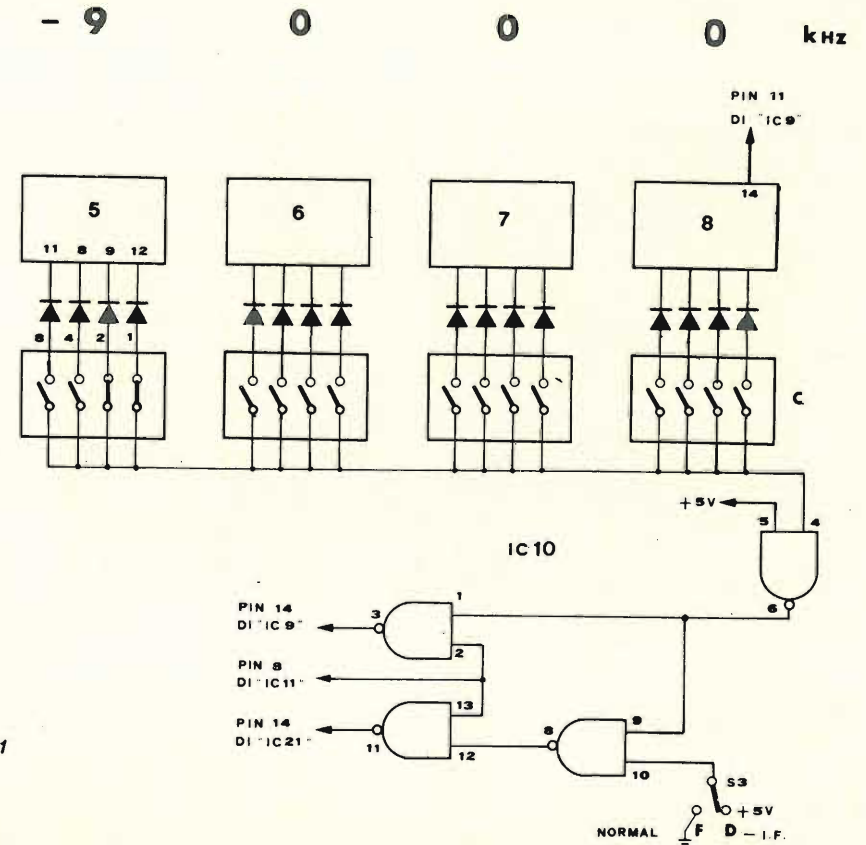 - 9 0 0 0 kHz
PIN 11
DI "IC9"
14
5 6 7 8
11 8 9 12
8 4 2 1
C
+5V
5 4
IC10
6
PIN 14
DI "IC9"
3 1
2
PIN 8
DI "IC11"
PIN 14
DI "IC21"
13
11 12
8 9
10
S3
+5V
NORMAL F D - I.F.
1